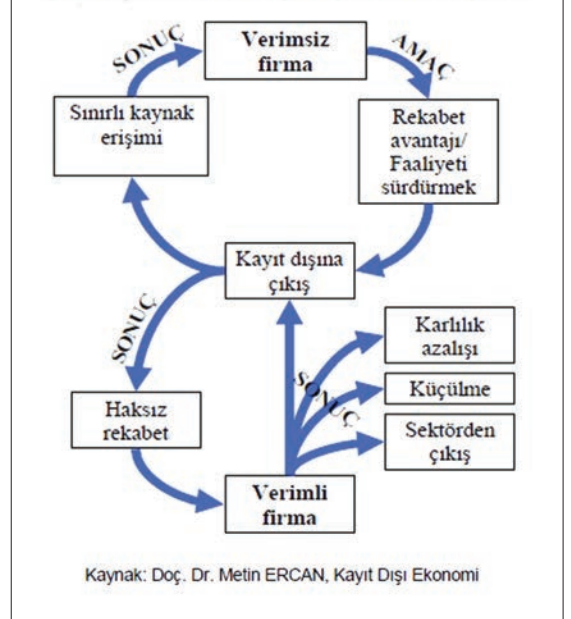 SONUÇ
Verimsiz
firma
AMAÇ
Sınırlı kaynak
erişimi
Rekabet
avantajı/
Faaliyeti
sürdürmek
Kayıt dışına
çıkış
SONUÇ
Karlılık
azalışı
SONUÇ
Küçülme
Haksız
rekabet
Sektörden
çıkış
Verimli
firma
Kaynak: Doç. Dr. Metin ERCAN, Kayıt Dışı Ekonomi